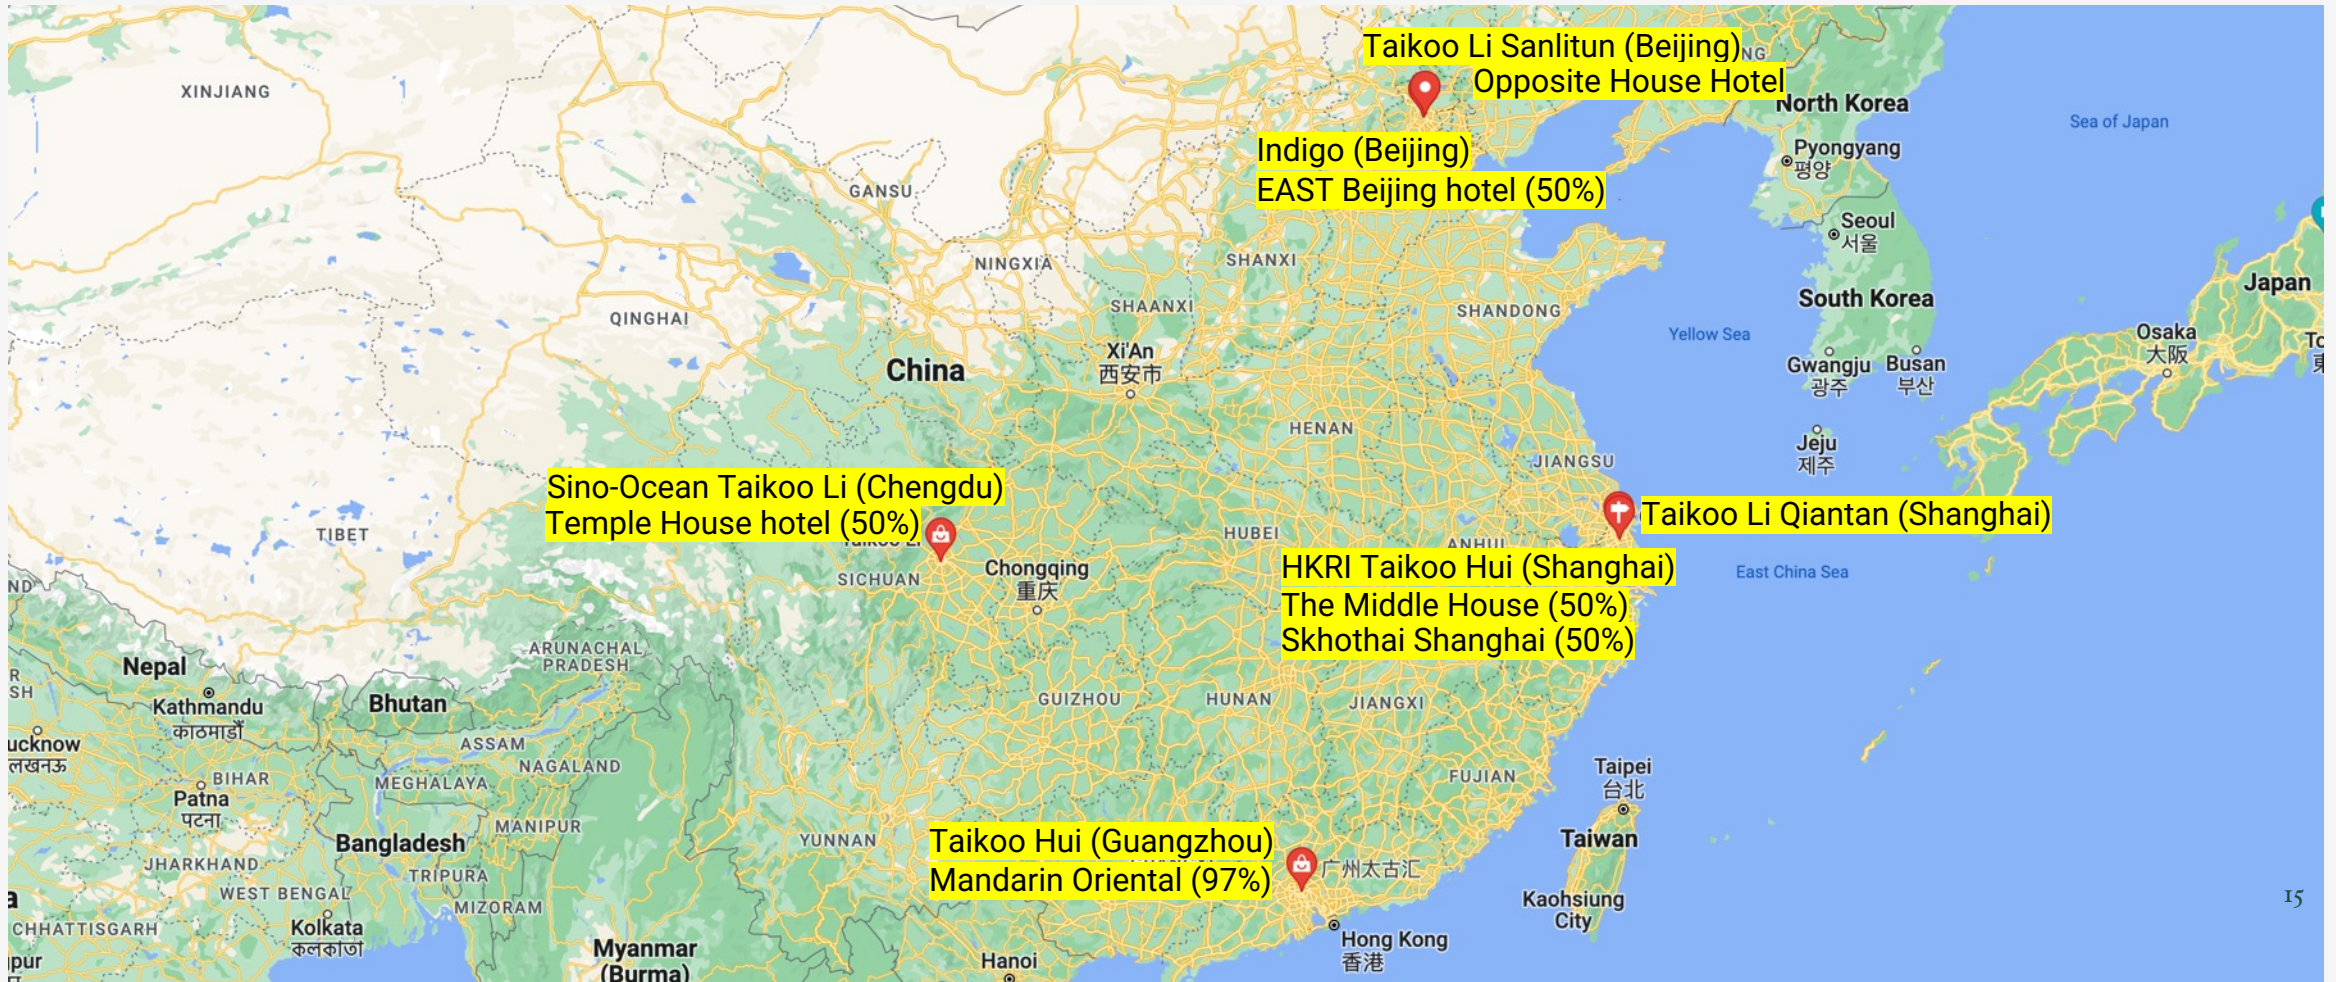 Taikoo Li Sanlitun (Beijing)
NG
Opposite House Hotel
XINJIANG
North Korea
Sea of Japan
Indigo (Beijing)
Pyongyang
평양
EAST Beijing hotel (50%)
GANSU
Seoul
서울
NINGXIA
SHANXI
Japan
SHAANXI
South Korea
QINGHAI
SHANDONG
Yellow Sea
Osaka
大阪
Xi'An
西安市
China
Gwangju
광주
Busan
부산
HENAN
Jeju
제주
JIANGSU
Sino-Ocean Taikoo Li (Chengdu)
Temple House hotel (50%)
Taikoo Li Qiantan (Shanghai)
TIBET
HUBEI
ANHUI
Chongqing
重庆
SICHUAN
HKRI Taikoo Hui (Shanghai)
The Middle House (50%)
Skhothai Shanghai (50%)
East China Sea
ND
ARUNACHAL
PRADESH
Nepal
R
SH
Kathmandu
काठमाडौं
Bhutan
GUIZHOU
HUNAN
JIANGXI
ucknow
लखनऊ
ASSAM
NAGALAND
BIHAR
MEGHALAYA
Patna
पटना
FUJIAN
Taipei
台北
MANIPUR
Bangladesh
YUNNAN
Taikoo Hui (Guangzhou)
Mandarin Oriental (97%)
广州太古汇
Taiwan
JHARKHAND
TRIPURA
WEST BENGAL
MIZORAM
a
CHHATTISGARH
Kolkata
কলকাতা
Kaohsiung
City
15
Hong Kong
香港
Myanmar
(Burma)
Hanoi
ipur